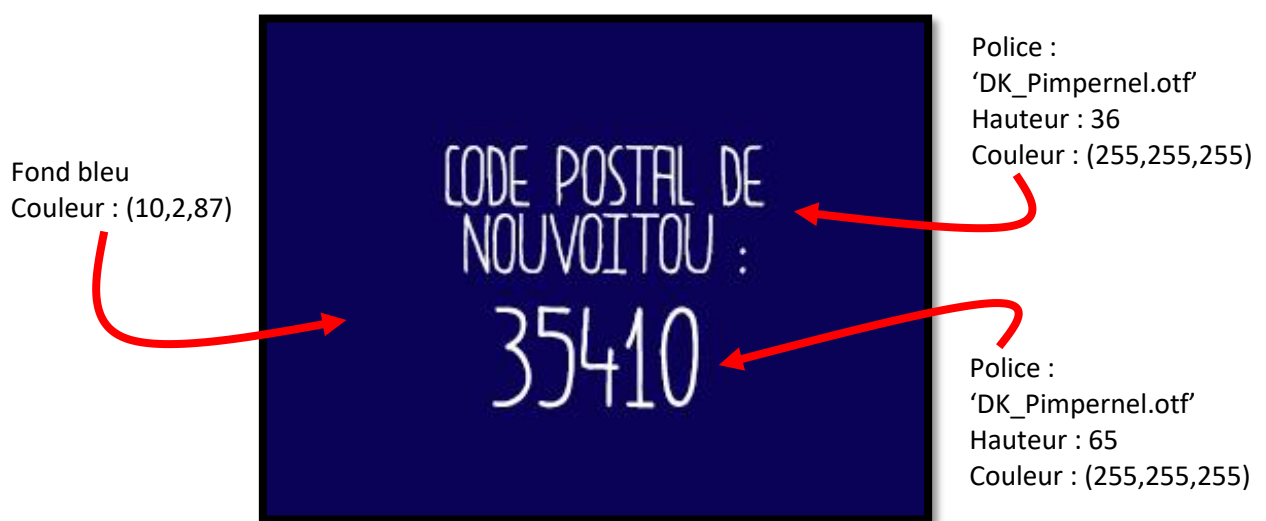 Fond bleu
Couleur : (10,2,87)
CODE POSTAL DE
NOUVOITOU :
35410
Police :
‘DK_Pimpernel.otf’
Hauteur : 36
Couleur : (255,255,255)
Police :
‘DK_Pimpernel.otf’
Hauteur : 65
Couleur : (255,255,255)